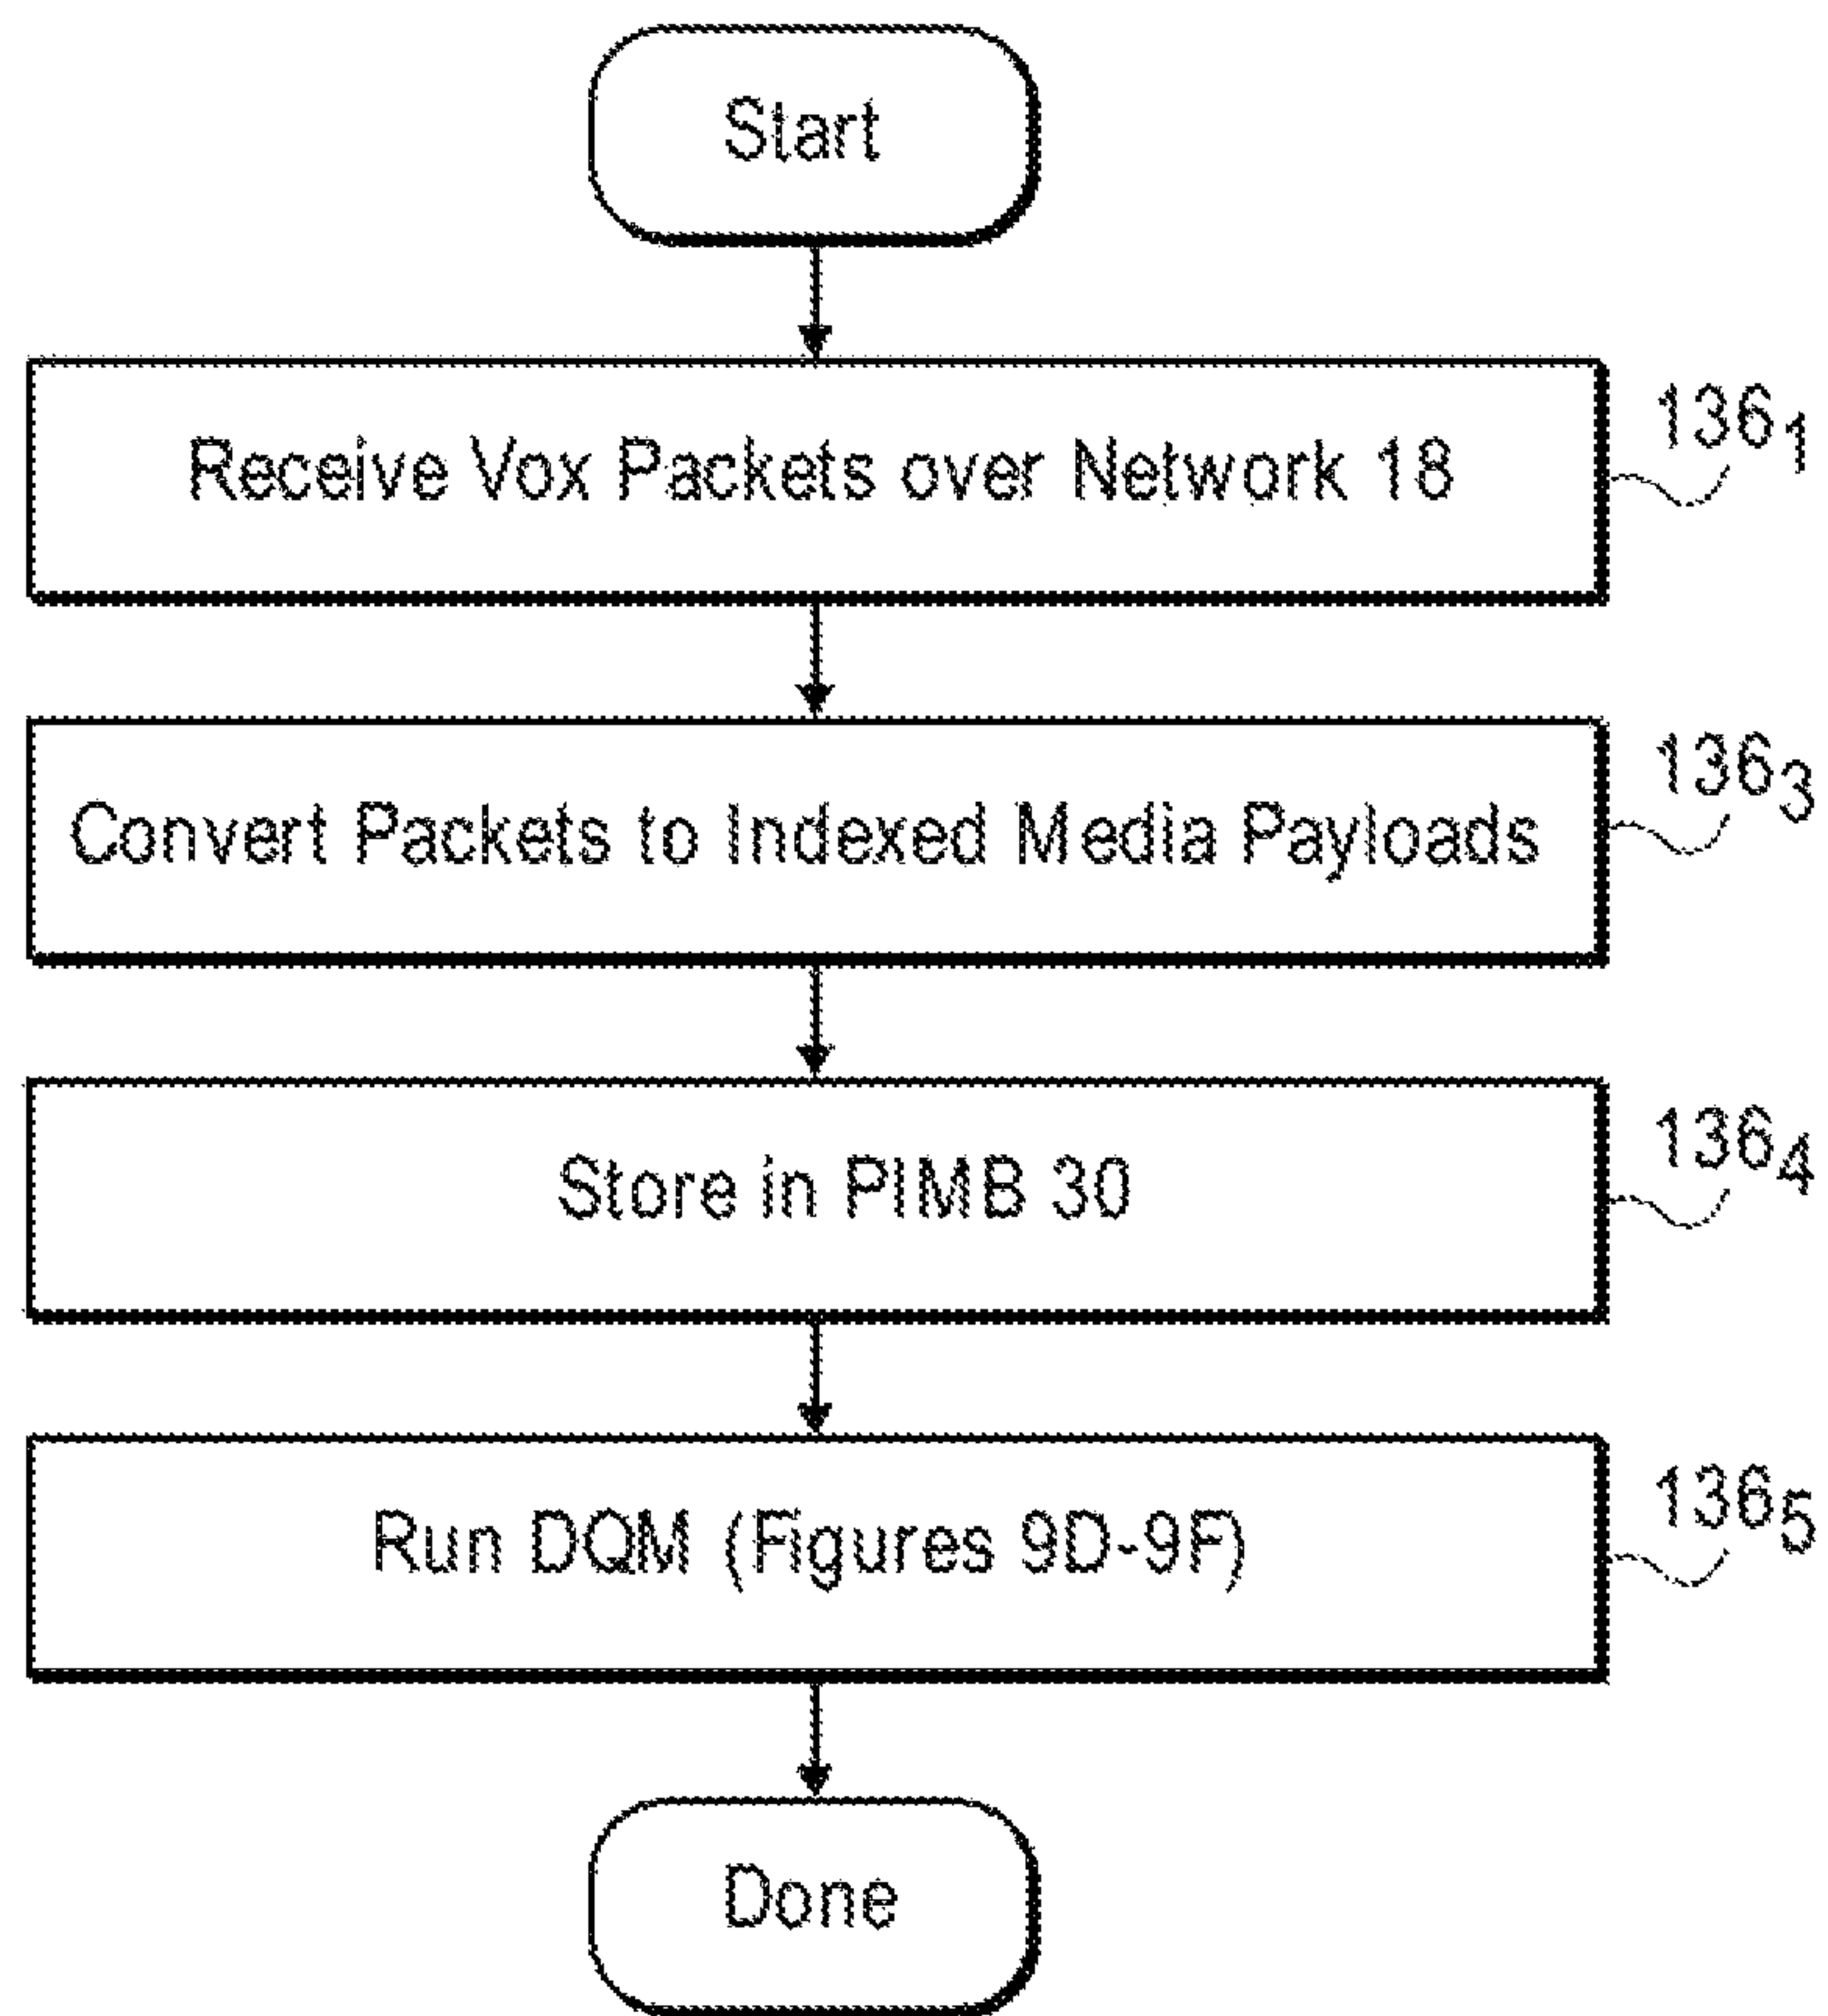 Start
Receive Vox Packets over Network 18
136₁
Convert Packets to Indexed Media Payloads
136₃
Store in PIMB 30
136₄
Run DQM (Figures 9D-9F)
136₅
Done